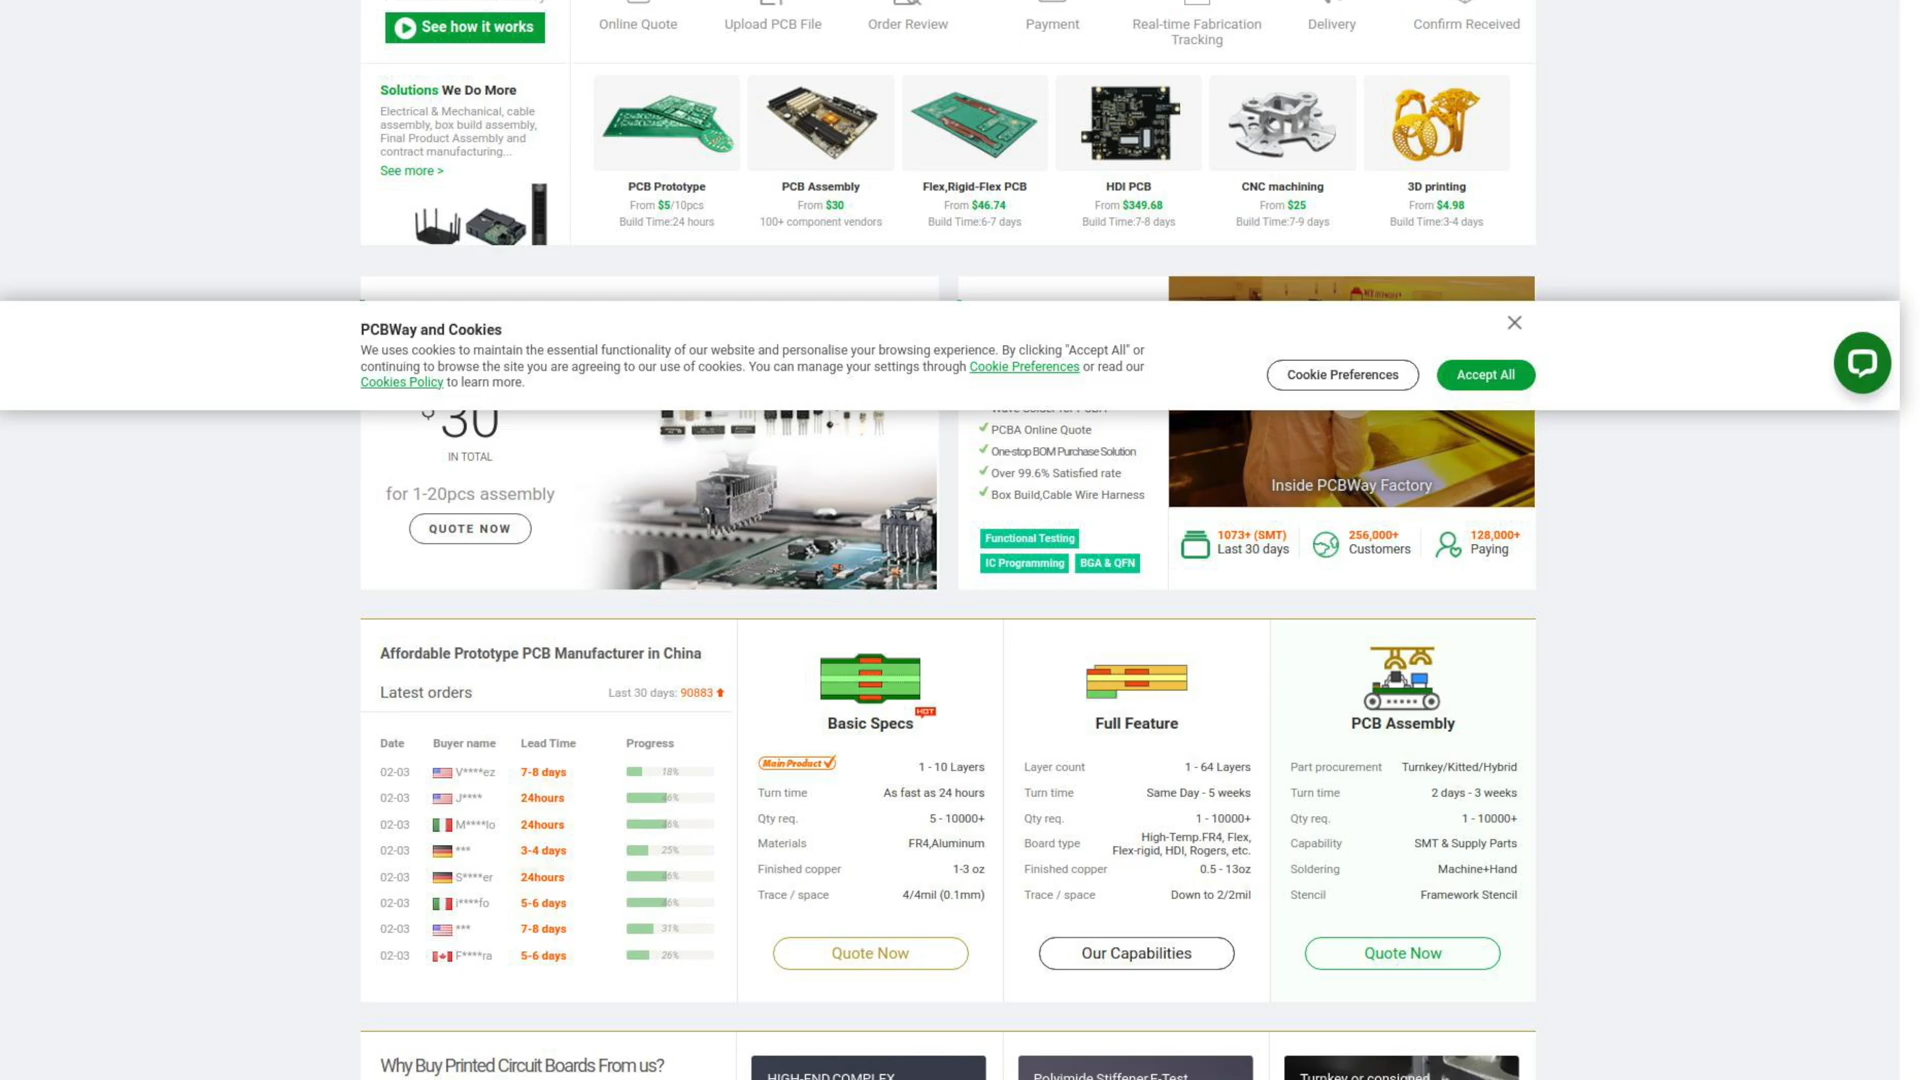 See how it works
Online Quote
Upload PCB File
Order Review
Payment
Real-time Fabrication
Tracking
Delivery
Confirm Received
Solutions We Do More
Electrical & Mechanical, cable
assembly, box build assembly,
Final Product Assembly and
contract manufacturing...
See more >
PCB Prototype
From $5/10pcs
Build Time:24 hours
PCB Assembly
From $30
100+ component vendors
Flex,Rigid-Flex PCB
From $46.74
Build Time:6-7 days
HDI PCB
From $349.68
Build Time:7-8 days
CNC machining
From $25
Build Time:7-9 days
3D printing
From $4.98
Build Time:3-4 days
PCBWay and Cookies
We uses cookies to maintain the essential functionality of our website and personalise your browsing experience. By clicking "Accept All" or
continuing to browse the site you are agreeing to our use of cookies. You can manage your settings through Cookie Preferences or read our
Cookies Policy to learn more.
Cookie Preferences
Accept All
$30
IN TOTAL
for 1-20pcs assembly
QUOTE NOW
PCBA Online Quote
One-stop BOM Purchase Solution
Over 99.6% Satisfied rate
Box Build,Cable Wire Harness
Functional Testing
IC Programming
BGA & QFN
Inside PCBWay Factory
1073+ (SMT)
Last 30 days
256,000+
Customers
128,000+
Paying
Affordable Prototype PCB Manufacturer in China
Latest orders
Last 30 days: 90883
Date Buyer name Lead Time Progress
02-03 V****ez 7-8 days 18%
02-03 J**** 24hours 46%
02-03 M****lo 24hours 46%
02-03 *** 3-4 days 25%
02-03 S****er 24hours 46%
02-03 i****fo 5-6 days 46%
02-03 *** 7-8 days 31%
02-03 F****ra 5-6 days 26%
HOT
Basic Specs
Main Product 1 - 10 Layers
Turn time As fast as 24 hours
Qty req. 5 - 10000+
Materials FR4,Aluminum
Finished copper 1-3 oz
Trace / space 4/4mil (0.1mm)
Quote Now
Full Feature
Layer count 1 - 64 Layers
Turn time Same Day - 5 weeks
Qty req. 1 - 10000+
Board type High-Temp.FR4, Flex,
Flex-rigid, HDI, Rogers, etc.
Finished copper 0.5 - 13oz
Trace / space Down to 2/2mil
Our Capabilities
PCB Assembly
Part procurement Turnkey/Kitted/Hybrid
Turn time 2 days - 3 weeks
Qty req. 1 - 10000+
Capability SMT & Supply Parts
Soldering Machine+Hand
Stencil Framework Stencil
Quote Now
Why Buy Printed Circuit Boards From us?
HIGH-END COMPLEX
Polyimide Stiffener E-Test
Turnkey or consigned